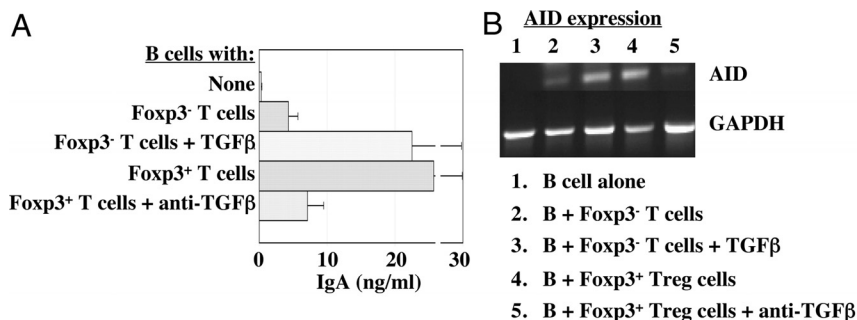 A
B cells with:
None
Foxp3⁻ T cells
Foxp3⁻ T cells + TGFβ
Foxp3⁺ T cells
Foxp3⁺ T cells + anti-TGFβ
0 10 20 30
IgA (ng/ml)
B
AID expression
1 2 3 4 5
AID
GAPDH
1. B cell alone
2. B + Foxp3⁻ T cells
3. B + Foxp3⁻ T cells + TGFβ
4. B + Foxp3⁺ Treg cells
5. B + Foxp3⁺ Treg cells + anti-TGFβ